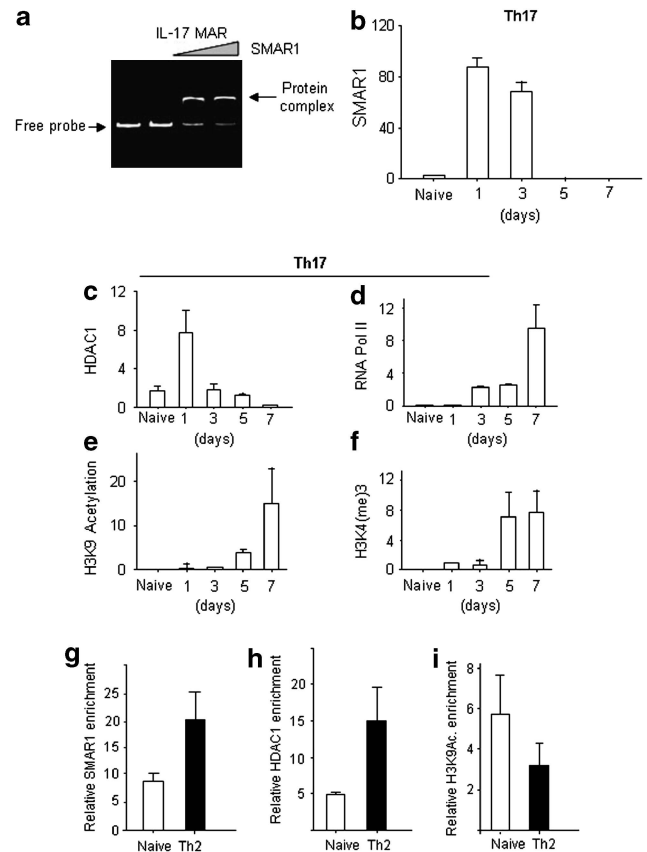 a
IL-17 MAR
SMAR1
Free probe
Protein
complex
b
Th17
SMAR1
120
80
40
0
Naive 1 3 5 7
(days)
Th17
c
HDAC1
12
8
4
0
Naive 1 3 5 7
(days)
d
RNA Pol II
12
8
4
0
Naive 1 3 5 7
(days)
e
H3K9 Acetylation
20
10
0
Naive 1 3 5 7
(days)
f
H3K4(me)3
12
8
4
0
Naive 1 3 5 7
(days)
g
Relative SMAR1 enrichment
25
20
15
10
5
0
Naive Th2
h
Relative HDAC1 enrichment
20
15
10
5
Naive Th2
i
Relative H3K9Ac. enrichment
8
6
4
2
Naive Th2